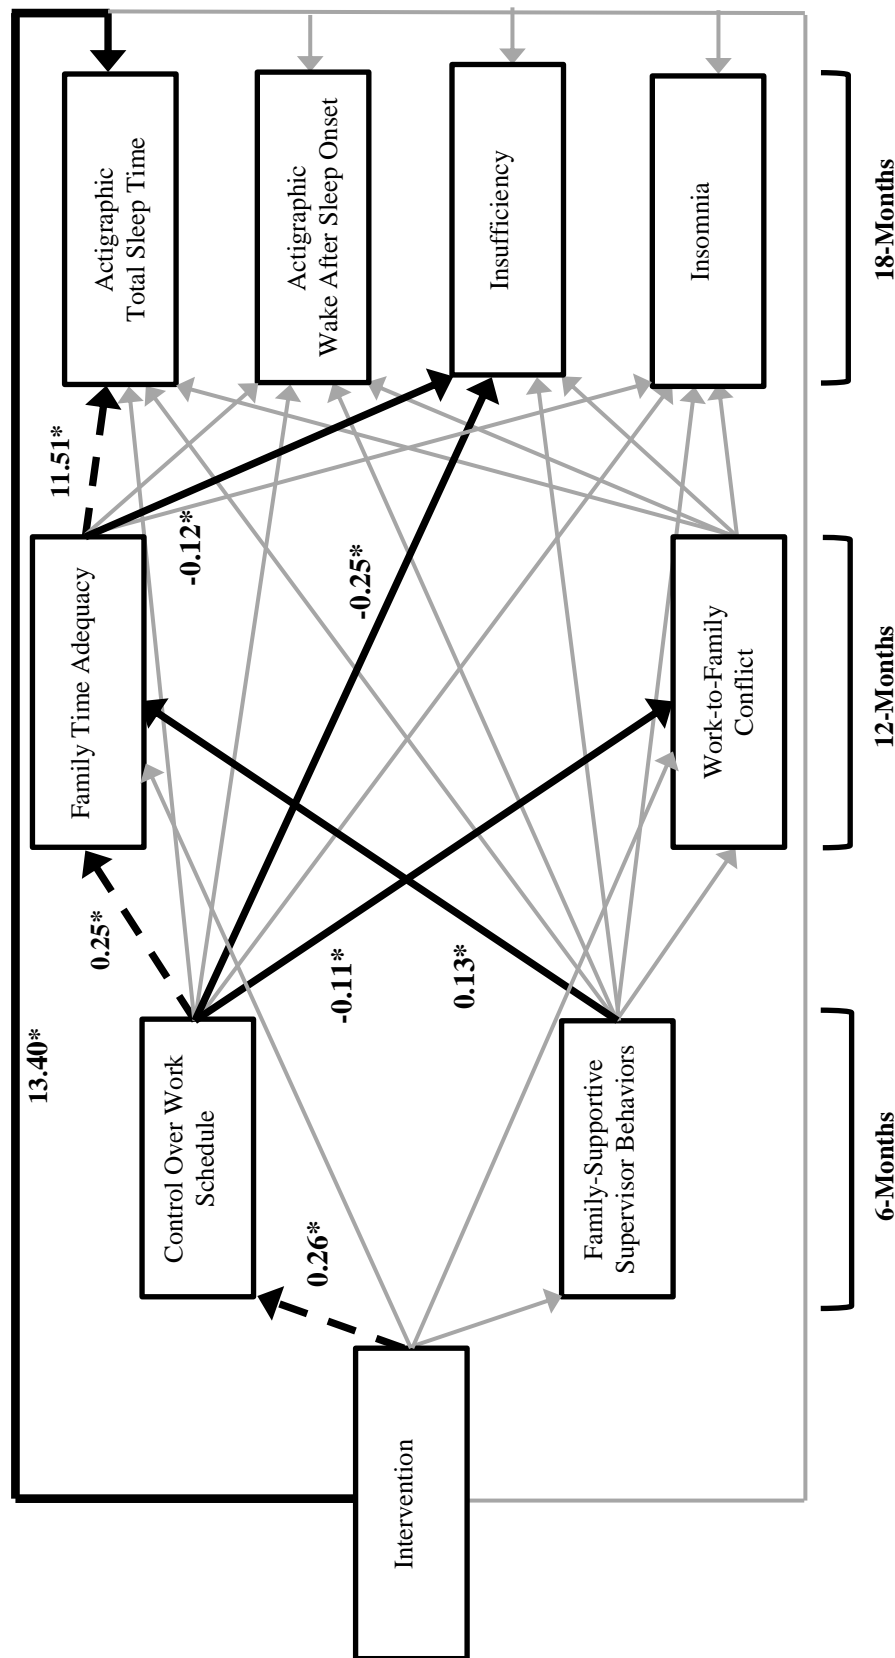 13.40*
Intervention
0.26*
Control Over Work
Schedule
Family-Supportive
Supervisor Behaviors
6-Months
0.25*
-0.11*
0.13*
Family Time Adequacy
Work-to-Family
Conflict
12-Months
11.51*
-0.12*
-0.25*
Actigraphic
Total Sleep Time
Actigraphic
Wake After Sleep Onset
Insufficiency
Insomnia
18-Months